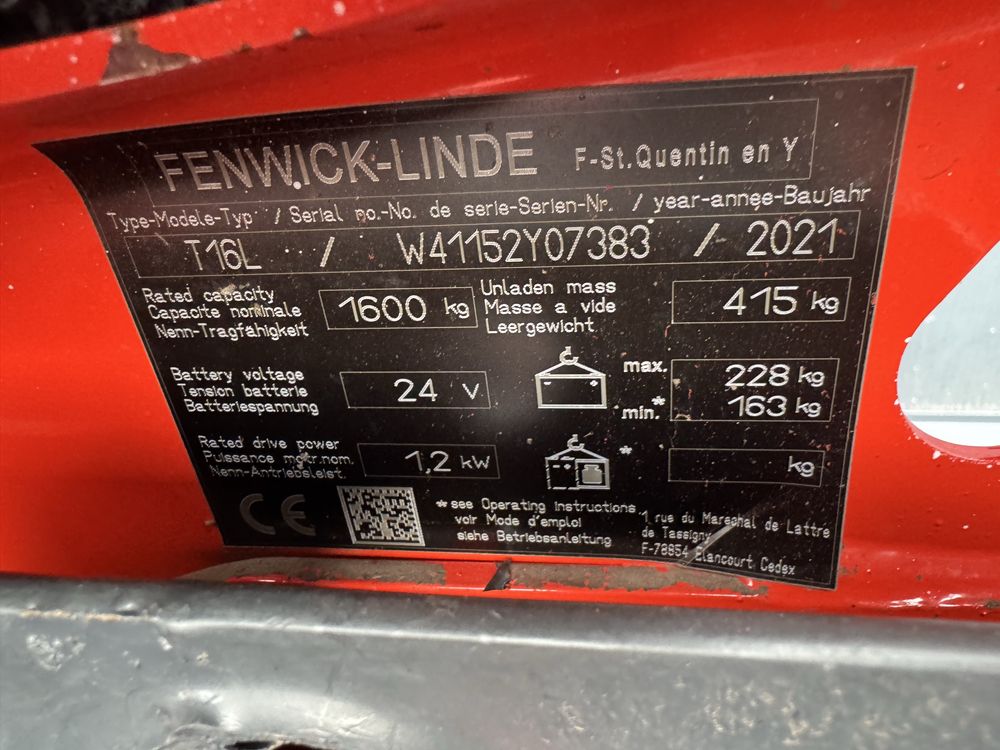 FENWICK-LINDE F-St.Quentin en Y
Type-Modele-Typ / Serial no.-No. de serie-Serien-Nr. / year-annee-Baujahr
T16L / W41152Y07383 / 2021
Rated capacity
Capacite nominale
Nenn-Tragfähigkeit
1600 kg
Unladen mass
Masse a vide
Leergewicht
415 kg
Battery voltage
Tension batterie
Batteriespannung
24 V
max. 228 kg
min.* 163 kg
Rated drive power
Puissance motr.nom.
Nenn-Antriebsleist.
1,2 kW
* kg
CE
*see Operating Instructions
voir Mode d'emploi
siehe Betriebsanleitung
1 rue du Marechal de Lattre
de Tassigny
F-78854 Elancourt Cedex